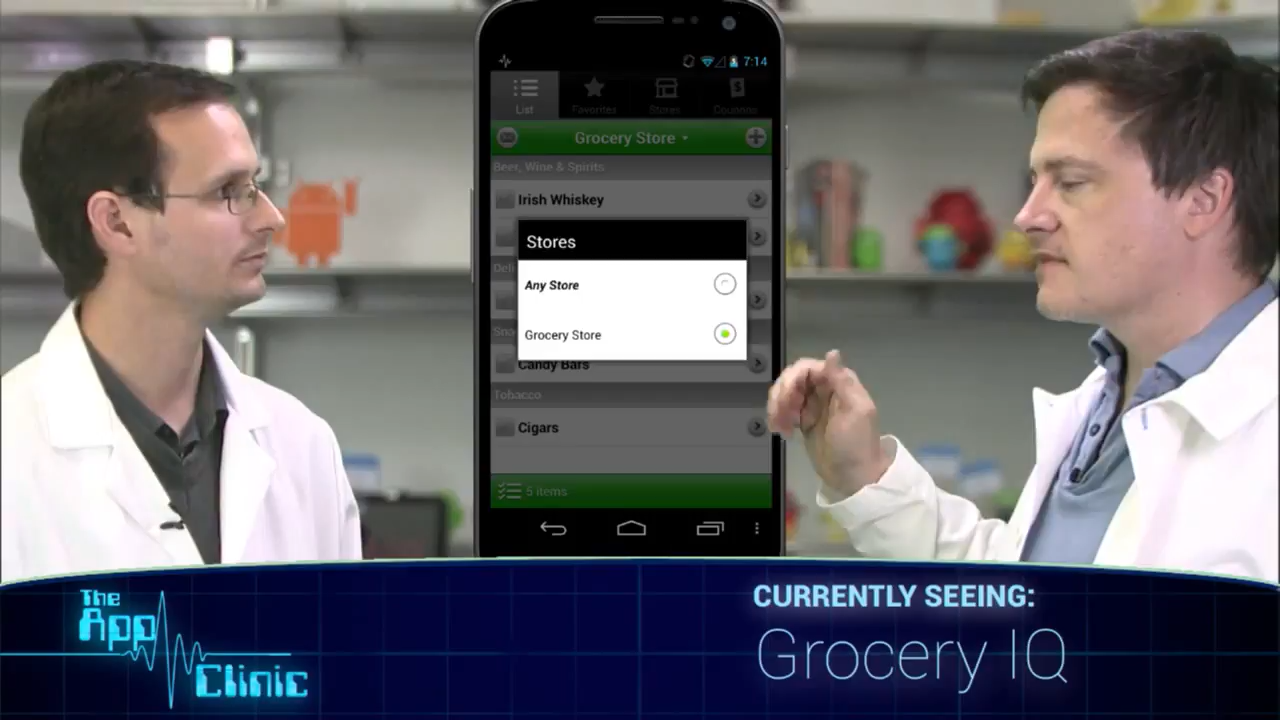 7:14
List
Favorites
Stores
Coupons
Grocery Store
Beer, Wine & Spirits
Irish Whiskey
Stores
Any Store
Grocery Store
Candy Bars
Tobacco
Cigars
5 items
The
App
Clinic
CURRENTLY SEEING:
Grocery IQ